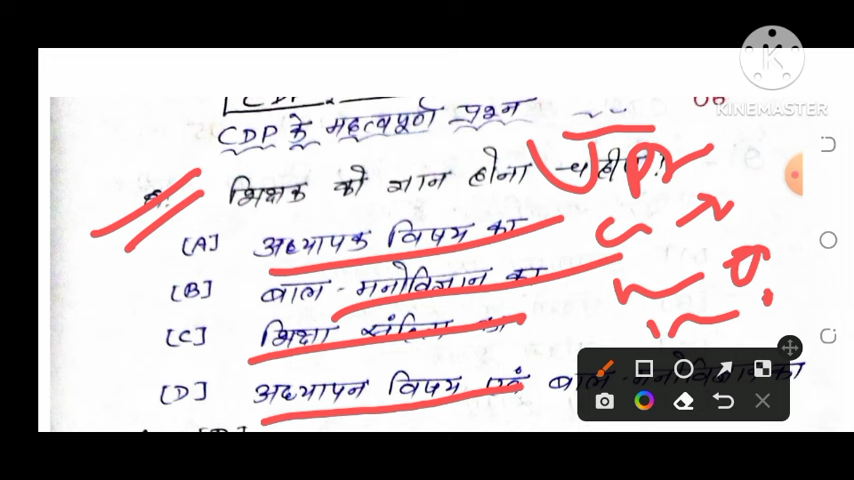 KINEMASTER
CDP के महत्वपूर्ण प्रश्न
शिक्षक को ज्ञान होना
[A] अध्यापक विषय का
[B] बाल-मनोविज्ञान का
[C] शिक्षा संहिता का
[D] अध्यापन विषय एवं बाल-मनोविज्ञान का